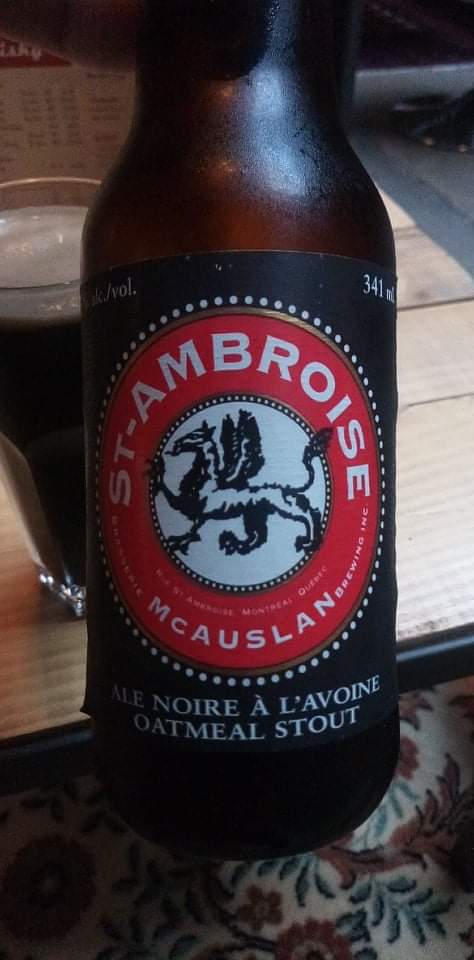 alc./vol.
341 ml
ST-AMBROISE
RUE ST-AMBROISE, MONTRÉAL, QUÉBEC
BRASSERIE MCAUSLAN BREWING INC.
ALE NOIRE À L'AVOINE
OATMEAL STOUT